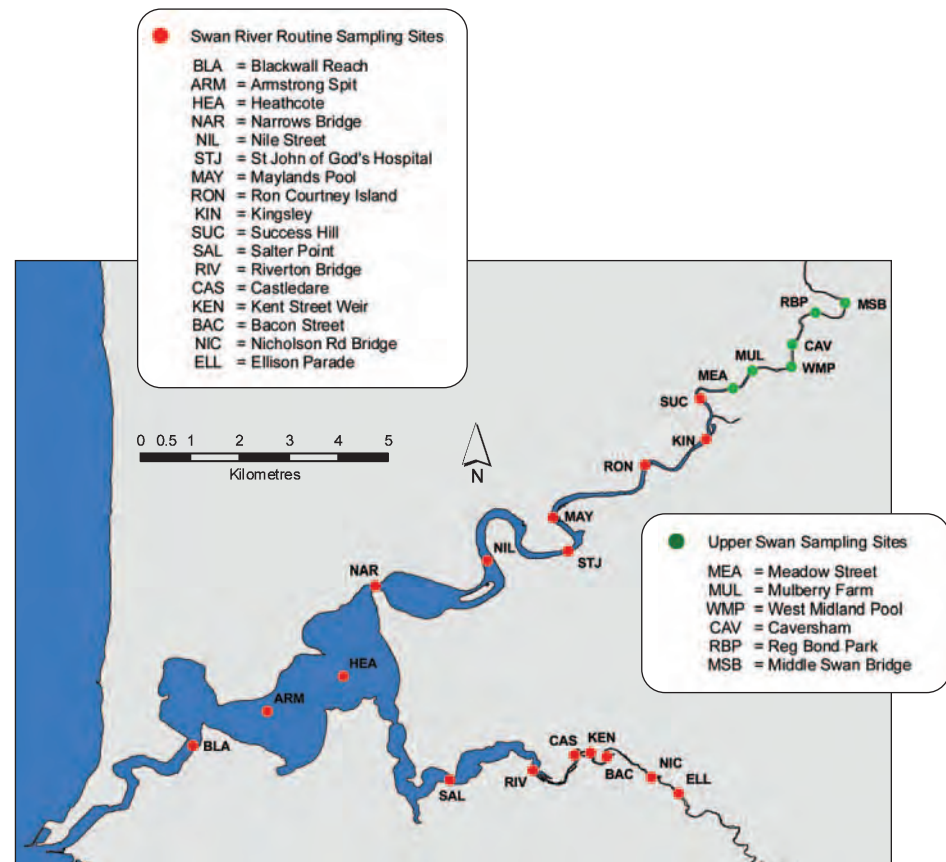 Swan River Routine Sampling Sites
BLA = Blackwall Reach
ARM = Armstrong Spit
HEA = Heathcote
NAR = Narrows Bridge
NIL = Nile Street
STJ = St John of God's Hospital
MAY = Maylands Pool
RON = Ron Courtney Island
KIN = Kingsley
SUC = Success Hill
SAL = Salter Point
RIV = Riverton Bridge
CAS = Castledare
KEN = Kent Street Weir
BAC = Bacon Street
NIC = Nicholson Rd Bridge
ELL = Ellison Parade
RBP
MSB
CAV
MUL
WMP
MEA
SUC
KIN
0 0.5 1 2 3 4 5
Kilometres
N
RON
MAY
NIL
STJ
NAR
Upper Swan Sampling Sites
MEA = Meadow Street
MUL = Mulberry Farm
WMP = West Midland Pool
CAV = Caversham
RBP = Reg Bond Park
MSB = Middle Swan Bridge
HEA
ARM
BLA
CAS
KEN
SAL
RIV
BAC
NIC
ELL